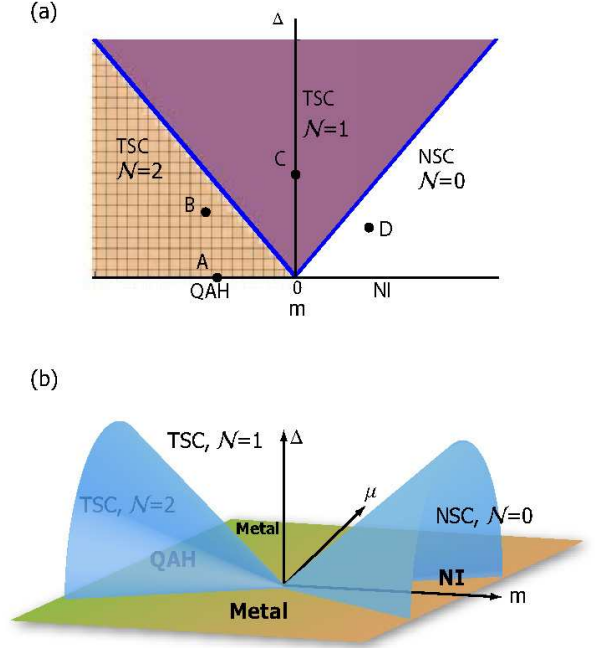 (a)
Δ
TSC
N=1
TSC
N=2
NSC
N=0
C
B
D
A
QAH
0
NI
m
(b)
TSC, N=1
Δ
μ
TSC, N=2
NSC, N=0
Metal
QAH
NI
m
Metal